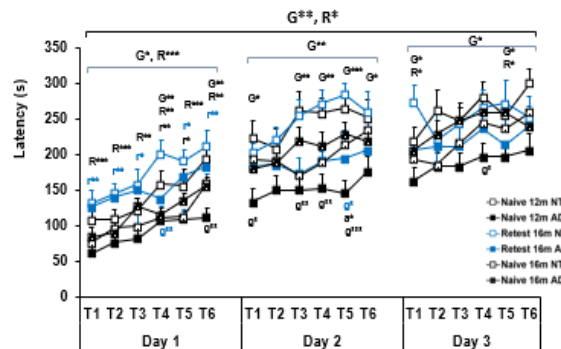 G**, R*
G*, R***
G**
G*
350
300
250
200
150
100
50
0
Latency (s)
R***
r***
R***
r**
R**
r*
G**
R**
r**
g**
R***
r*
r*
G**
R**
r**
g***
G*
g*
G**
g**
G**
g**
G***
g*
a*
g***
G*
G*
R*
g*
G*
R*
T1 T2 T3 T4 T5 T6
T1 T2 T3 T4 T5 T6
T1 T2 T3 T4 T5 T6
Day 1
Day 2
Day 3
Naive 12m NT
Naive 12m AD
Retest 16m N
Retest 16m AD
Naive 16m NT
Naive 16m AD